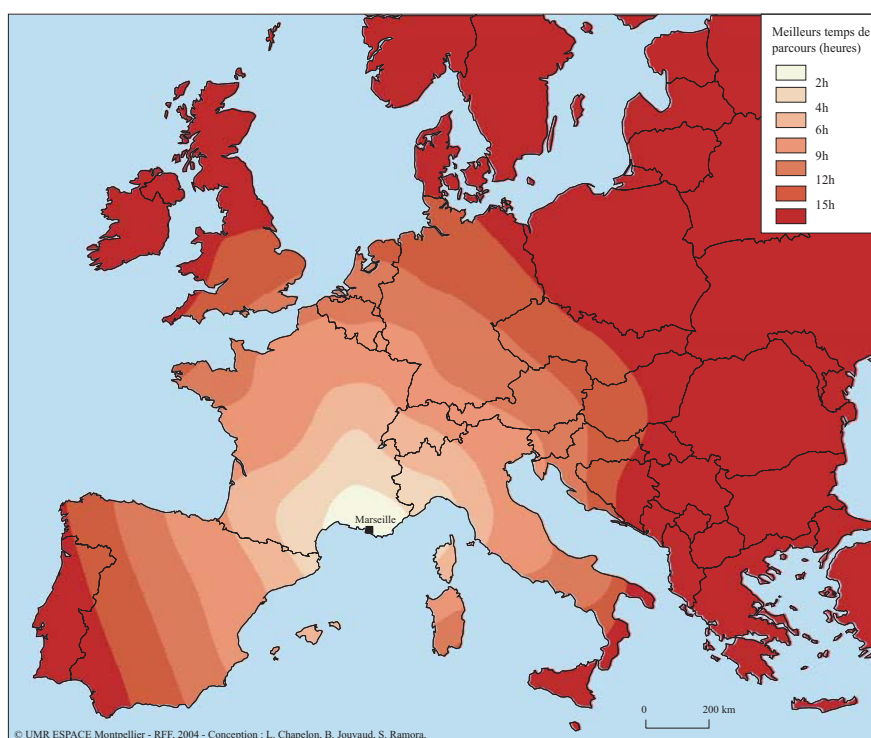 Meilleurs temps de
parcours (heures)
2h
4h
6h
9h
12h
15h
Marseille
0 200 km
© UMR ESPACE Montpellier - RFF, 2004 - Conception : L. Chapelon, B. Jouvaud, S. Ramora.